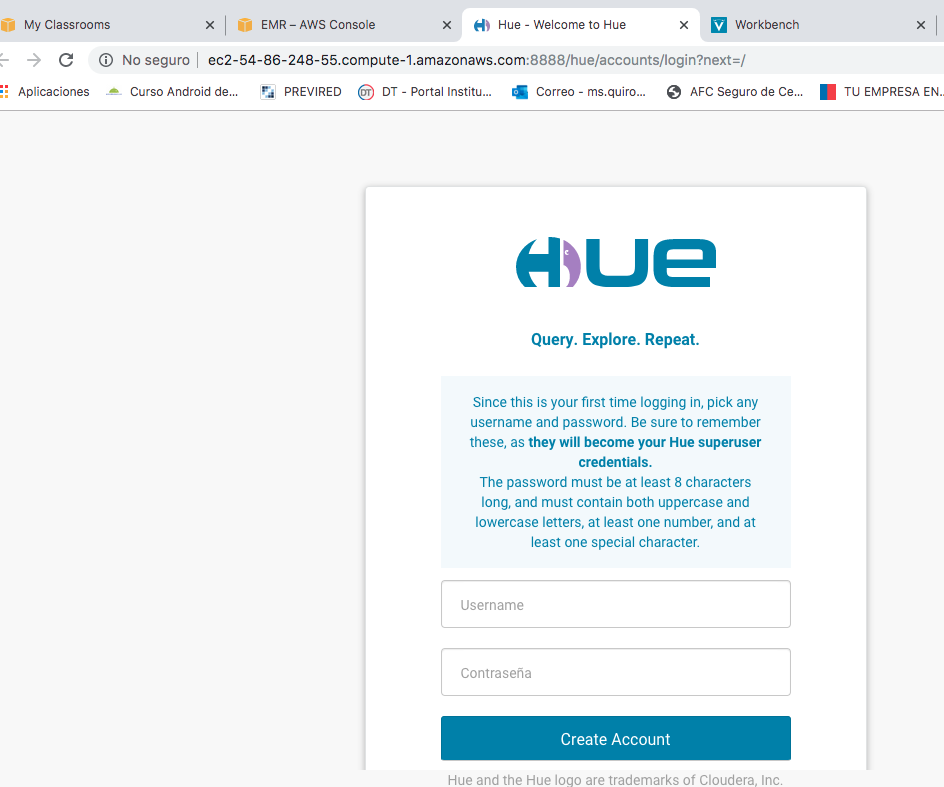 My Classrooms
EMR – AWS Console
Hue - Welcome to Hue
Workbench
No seguro
ec2-54-86-248-55.compute-1.amazonaws.com:8888/hue/accounts/login?next=/
Aplicaciones
Curso Android de...
PREVIRED
DT
DT - Portal Institu...
Correo - ms.quiro...
AFC Seguro de Ce...
TU EMPRESA EN...
HUE
Query. Explore. Repeat.
Since this is your first time logging in, pick any
username and password. Be sure to remember
these, as they will become your Hue superuser
credentials.
The password must be at least 8 characters
long, and must contain both uppercase and
lowercase letters, at least one number, and at
least one special character.
Username
Contraseña
Create Account
Hue and the Hue logo are trademarks of Cloudera, Inc.